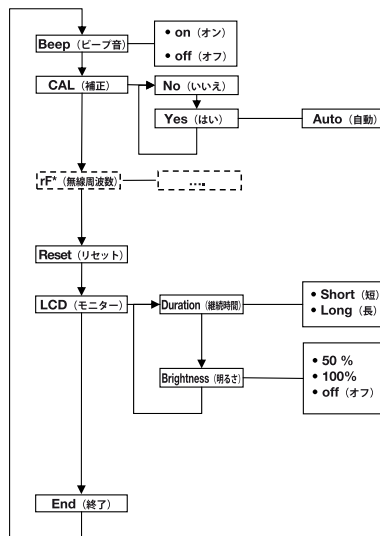 Beep（ビープ音）
• on（オン）
• off（オフ）
CAL（補正）
No（いいえ）
Yes（はい）
Auto（自動）
rF*（無線周波数）
....
Reset（リセット）
LCD（モニター）
Duration（継続時間）
• Short（短）
• Long（長）
Brightness（明るさ）
• 50 %
• 100%
• off（オフ）
End（終了）